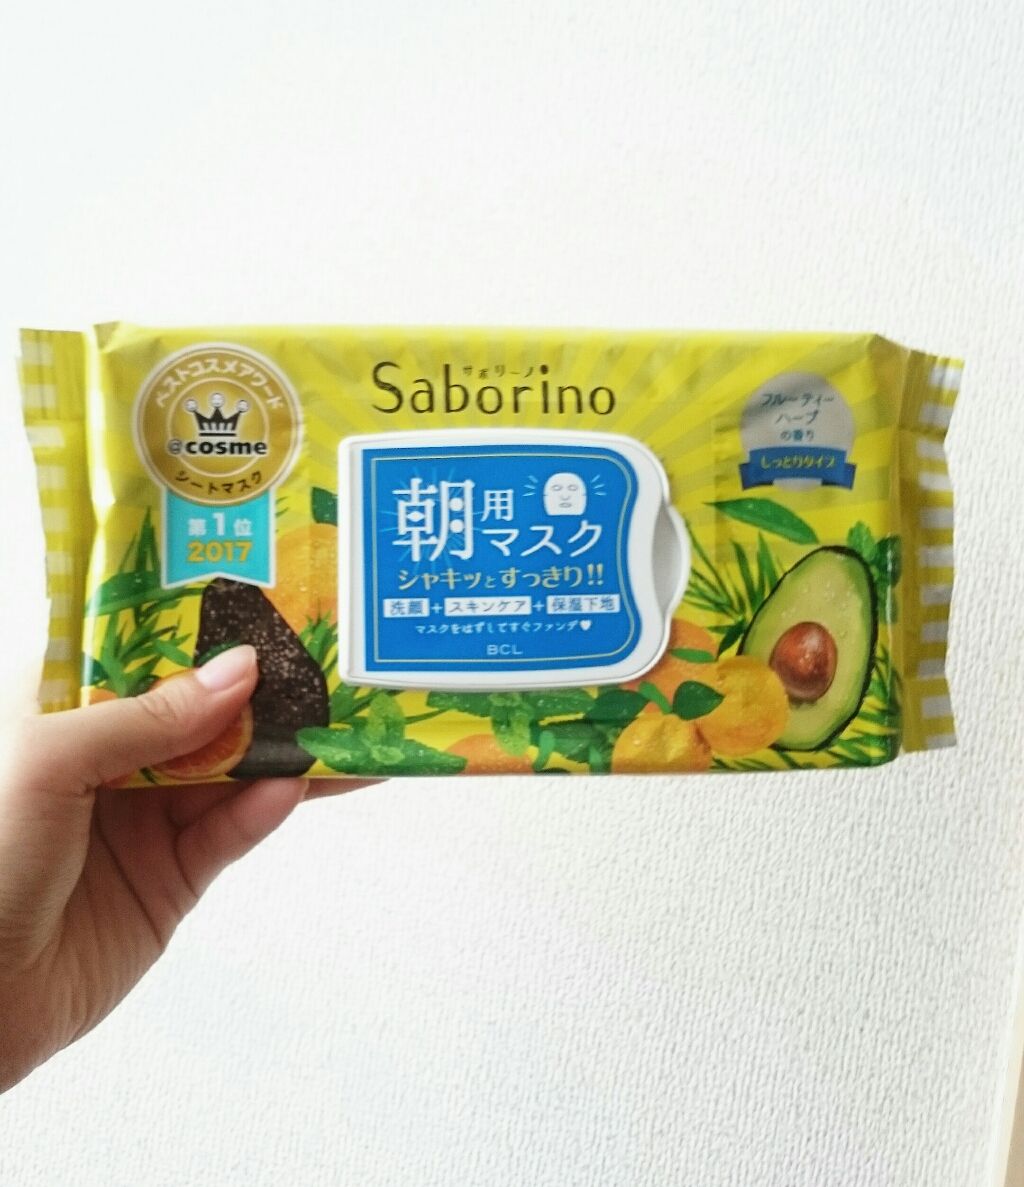 ベストコスメアワード
@cosme
シートマスク
第1位
2017
サボリーノ
Saborino
フルーティー
ハーブ
の香り
しっとりタイプ
朝用マスク
シャキッとすっきり!!
洗顔+スキンケア+保湿下地
マスクをはずしてすぐファンデ♥
BCL